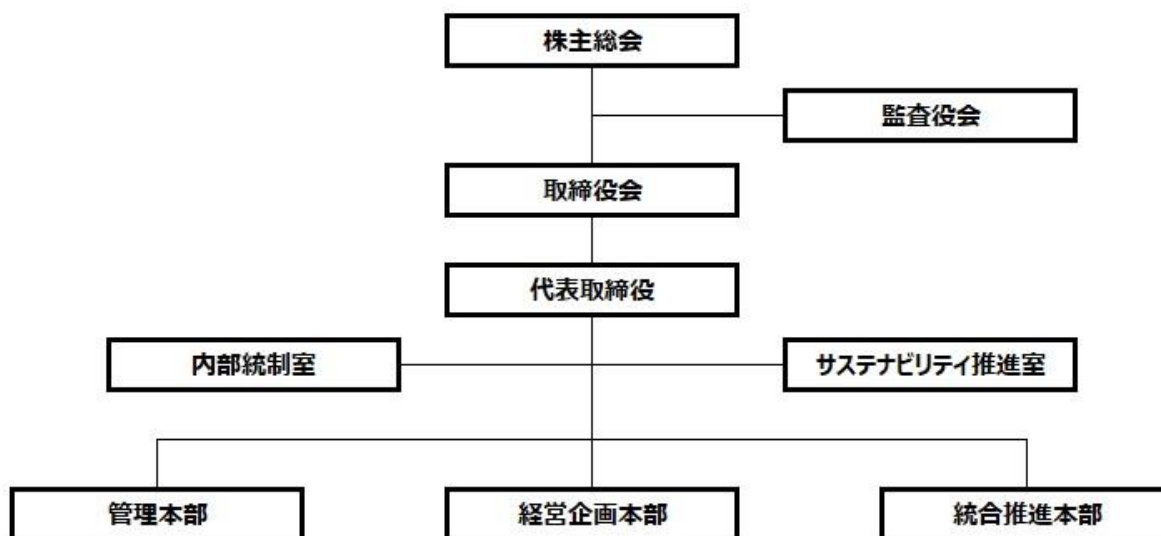 株主総会
監査役会
取締役会
代表取締役
内部統制室
サステナビリティ推進室
管理本部
経営企画本部
統合推進本部